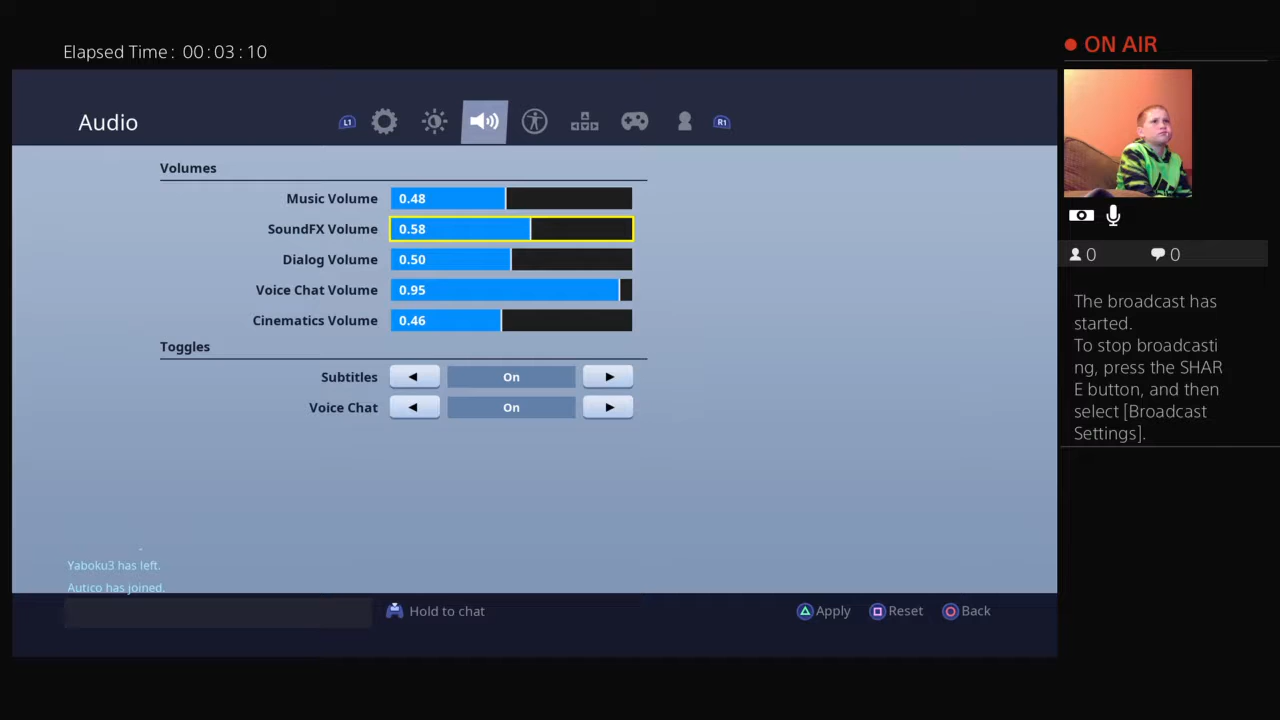 Elapsed Time: 00:03:10
ON AIR
Audio
L1
R1
Volumes
Music Volume 0.48
SoundFX Volume 0.58
Dialog Volume 0.50
Voice Chat Volume 0.95
Cinematics Volume 0.46
Toggles
Subtitles On
Voice Chat On
Yaboku3 has left.
Autico has joined.
Hold to chat
Apply Reset Back
0 0
The broadcast has
started.
To stop broadcasti
ng, press the SHAR
E button, and then
select [Broadcast
Settings].